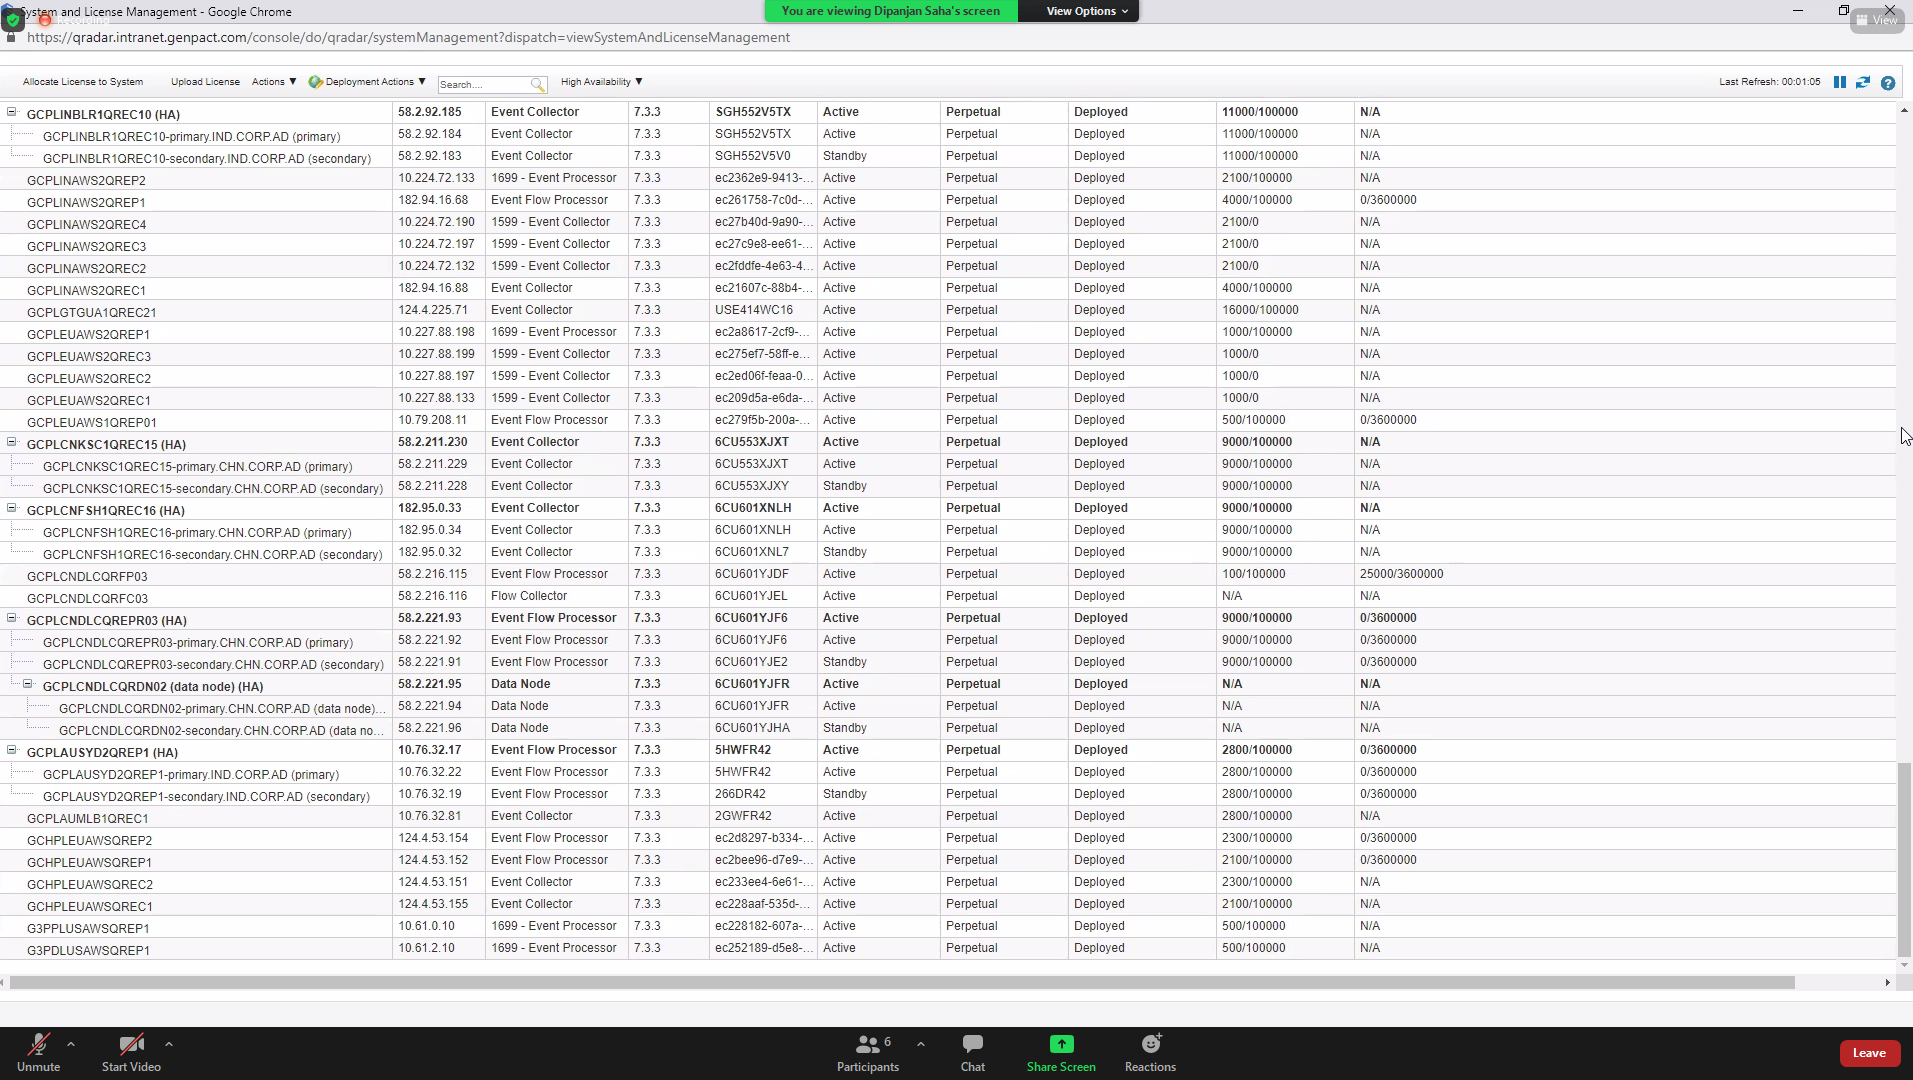 System and License Management - Google Chrome
You are viewing Dipanjan Saha's screen View Options
View
https://qradar.intranet.genpact.com/console/do/qradar/systemManagement?dispatch=viewSystemAndLicenseManagement
Allocate License to System Upload License Actions ▼ Deployment Actions ▼ Search.... High Availability ▼ Last Refresh: 00:01:05
GCPLINBLR1QREC10 (HA) 58.2.92.185 Event Collector 7.3.3 SGH552V5TX Active Perpetual Deployed 11000/100000 N/A
GCPLINBLR1QREC10-primary.IND.CORP.AD (primary) 58.2.92.184 Event Collector 7.3.3 SGH552V5TX Active Perpetual Deployed 11000/100000 N/A
GCPLINBLR1QREC10-secondary.IND.CORP.AD (secondary) 58.2.92.183 Event Collector 7.3.3 SGH552V5V0 Standby Perpetual Deployed 11000/100000 N/A
GCPLINAWS2QREP2 10.224.72.133 1699 - Event Processor 7.3.3 ec2362e9-9413-... Active Perpetual Deployed 2100/100000 N/A
GCPLINAWS2QREP1 182.94.16.68 Event Flow Processor 7.3.3 ec261758-7c0d-... Active Perpetual Deployed 4000/100000 0/3600000
GCPLINAWS2QREC4 10.224.72.190 1599 - Event Collector 7.3.3 ec27b40d-9a90-... Active Perpetual Deployed 2100/0 N/A
GCPLINAWS2QREC3 10.224.72.197 1599 - Event Collector 7.3.3 ec27c9e8-ee61-... Active Perpetual Deployed 2100/0 N/A
GCPLINAWS2QREC2 10.224.72.132 1599 - Event Collector 7.3.3 ec2fddfe-4e63-4... Active Perpetual Deployed 2100/0 N/A
GCPLINAWS2QREC1 182.94.16.88 Event Collector 7.3.3 ec21607c-88b4-... Active Perpetual Deployed 4000/100000 N/A
GCPLGTGUA1QREC21 124.4.225.71 Event Collector 7.3.3 USE414WC16 Active Perpetual Deployed 16000/100000 N/A
GCPLEUAWS2QREP1 10.227.88.198 1699 - Event Processor 7.3.3 ec2a8617-2cf9-... Active Perpetual Deployed 1000/100000 N/A
GCPLEUAWS2QREC3 10.227.88.199 1599 - Event Collector 7.3.3 ec275ef7-58ff-e... Active Perpetual Deployed 1000/0 N/A
GCPLEUAWS2QREC2 10.227.88.197 1599 - Event Collector 7.3.3 ec2ed06f-feaa-0... Active Perpetual Deployed 1000/0 N/A
GCPLEUAWS2QREC1 10.227.88.133 1599 - Event Collector 7.3.3 ec209d5a-e6da-... Active Perpetual Deployed 1000/0 N/A
GCPLEUAWS1QREP01 10.79.208.11 Event Flow Processor 7.3.3 ec279f5b-200a-... Active Perpetual Deployed 500/100000 0/3600000
GCPLCNKSC1QREC15 (HA) 58.2.211.230 Event Collector 7.3.3 6CU553XJXT Active Perpetual Deployed 9000/100000 N/A
GCPLCNKSC1QREC15-primary.CHN.CORP.AD (primary) 58.2.211.229 Event Collector 7.3.3 6CU553XJXT Active Perpetual Deployed 9000/100000 N/A
GCPLCNKSC1QREC15-secondary.CHN.CORP.AD (secondary) 58.2.211.228 Event Collector 7.3.3 6CU553XJXY Standby Perpetual Deployed 9000/100000 N/A
GCPLCNFSH1QREC16 (HA) 182.95.0.33 Event Collector 7.3.3 6CU601XNLH Active Perpetual Deployed 9000/100000 N/A
GCPLCNFSH1QREC16-primary.CHN.CORP.AD (primary) 182.95.0.34 Event Collector 7.3.3 6CU601XNLH Active Perpetual Deployed 9000/100000 N/A
GCPLCNFSH1QREC16-secondary.CHN.CORP.AD (secondary) 182.95.0.32 Event Collector 7.3.3 6CU601XNL7 Standby Perpetual Deployed 9000/100000 N/A
GCPLCNDLCQRFP03 58.2.216.115 Event Flow Processor 7.3.3 6CU601YJDF Active Perpetual Deployed 100/100000 25000/3600000
GCPLCNDLCQRFC03 58.2.216.116 Flow Collector 7.3.3 6CU601YJEL Active Perpetual Deployed N/A N/A
GCPLCNDLCQREPR03 (HA) 58.2.221.93 Event Flow Processor 7.3.3 6CU601YJF6 Active Perpetual Deployed 9000/100000 0/3600000
GCPLCNDLCQREPR03-primary.CHN.CORP.AD (primary) 58.2.221.92 Event Flow Processor 7.3.3 6CU601YJF6 Active Perpetual Deployed 9000/100000 0/3600000
GCPLCNDLCQREPR03-secondary.CHN.CORP.AD (secondary) 58.2.221.91 Event Flow Processor 7.3.3 6CU601YJE2 Standby Perpetual Deployed 9000/100000 0/3600000
GCPLCNDLCQRDN02 (data node) (HA) 58.2.221.95 Data Node 7.3.3 6CU601YJFR Active Perpetual Deployed N/A N/A
GCPLCNDLCQRDN02-primary.CHN.CORP.AD (data node)... 58.2.221.94 Data Node 7.3.3 6CU601YJFR Active Perpetual Deployed N/A N/A
GCPLCNDLCQRDN02-secondary.CHN.CORP.AD (data no... 58.2.221.96 Data Node 7.3.3 6CU601YJHA Standby Perpetual Deployed N/A N/A
GCPLAUSYD2QREP1 (HA) 10.76.32.17 Event Flow Processor 7.3.3 5HWFR42 Active Perpetual Deployed 2800/100000 0/3600000
GCPLAUSYD2QREP1-primary.IND.CORP.AD (primary) 10.76.32.22 Event Flow Processor 7.3.3 5HWFR42 Active Perpetual Deployed 2800/100000 0/3600000
GCPLAUSYD2QREP1-secondary.IND.CORP.AD (secondary) 10.76.32.19 Event Flow Processor 7.3.3 266DR42 Standby Perpetual Deployed 2800/100000 0/3600000
GCPLAUMLB1QREC1 10.76.32.81 Event Collector 7.3.3 2GWFR42 Active Perpetual Deployed 2800/100000 N/A
GCHPLEUAWSQREP2 124.4.53.154 Event Flow Processor 7.3.3 ec2d8297-b334-... Active Perpetual Deployed 2300/100000 0/3600000
GCHPLEUAWSQREP1 124.4.53.152 Event Flow Processor 7.3.3 ec2bee96-d7e9-... Active Perpetual Deployed 2100/100000 0/3600000
GCHPLEUAWSQREC2 124.4.53.151 Event Collector 7.3.3 ec233ee4-6e61-... Active Perpetual Deployed 2300/100000 N/A
GCHPLEUAWSQREC1 124.4.53.155 Event Collector 7.3.3 ec228aaf-535d-... Active Perpetual Deployed 2100/100000 N/A
G3PPLUSAWSQREP1 10.61.0.10 1699 - Event Processor 7.3.3 ec228182-607a-... Active Perpetual Deployed 500/100000 N/A
G3PDLUSAWSQREP1 10.61.2.10 1699 - Event Processor 7.3.3 ec252189-d5e8-... Active Perpetual Deployed 500/100000 N/A
Unmute Start Video Participants 6 Chat Share Screen Reactions Leave